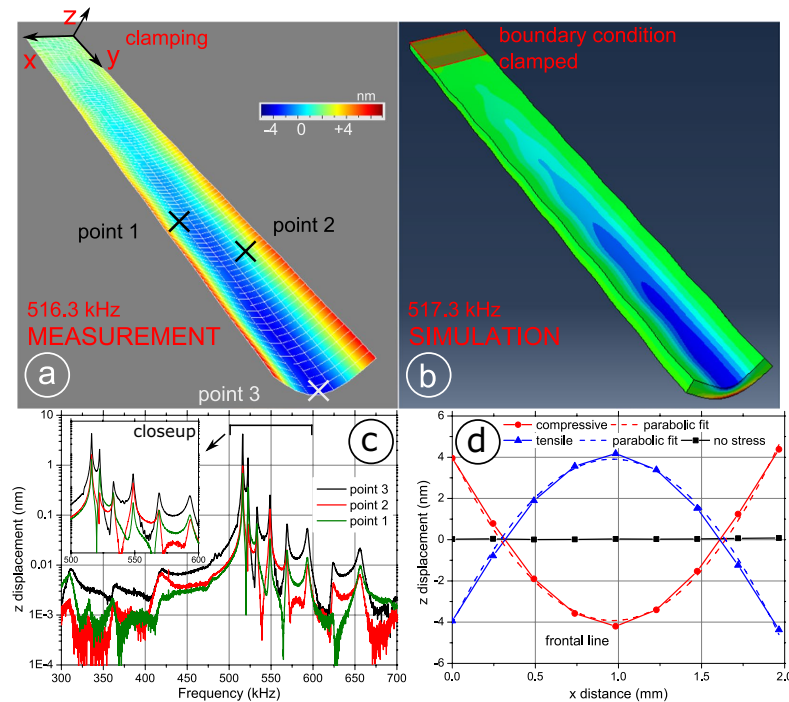 z
x
y
clamping
nm
-4 0 +4
point 1
point 2
516.3 kHz
MEASUREMENT
point 3
a
boundary condition
clamped
517.3 kHz
SIMULATION
b
z displacement (nm)
10
1
0.1
0.01
1E-3
1E-4
closeup
500 550 600
c
point 3
point 2
point 1
300 350 400 450 500 550 600 650 700
Frequency (kHz)
z displacement (nm)
6
4
2
0
-2
-4
-6
d
compressive parabolic fit
tensile parabolic fit no stress
frontal line
0.0 0.5 1.0 1.5 2.0
x distance (mm)